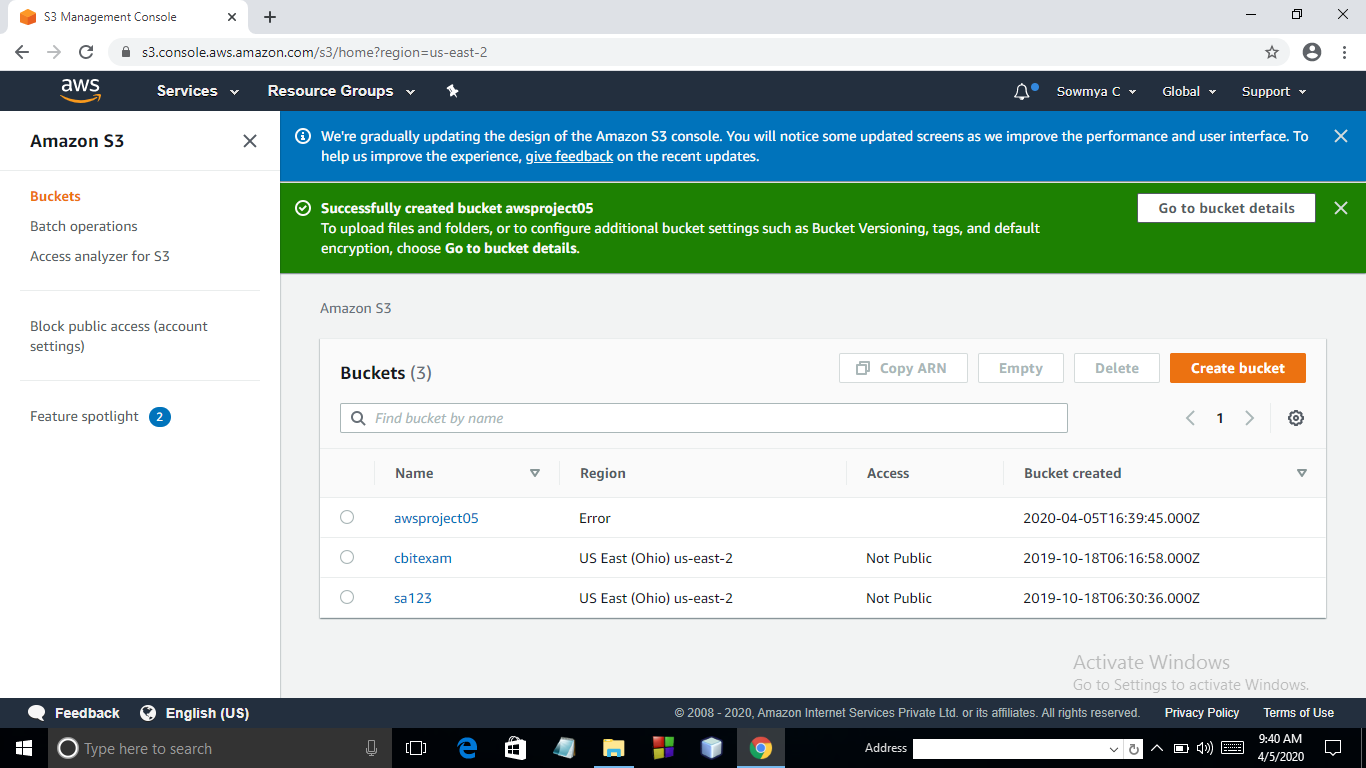 S3 Management Console
s3.console.aws.amazon.com/s3/home?region=us-east-2
aws
Services
Resource Groups
Sowmya C
Global
Support
Amazon S3
Buckets
Batch operations
Access analyzer for S3
Block public access (account
settings)
Feature spotlight 2
We're gradually updating the design of the Amazon S3 console. You will notice some updated screens as we improve the performance and user interface. To
help us improve the experience, give feedback on the recent updates.
Successfully created bucket awsproject05
To upload files and folders, or to configure additional bucket settings such as Bucket Versioning, tags, and default
encryption, choose Go to bucket details.
Go to bucket details
Amazon S3
Buckets (3)
Copy ARN
Empty
Delete
Create bucket
Find bucket by name
1
Name Region Access Bucket created
awsproject05 Error 2020-04-05T16:39:45.000Z
cbitexam US East (Ohio) us-east-2 Not Public 2019-10-18T06:16:58.000Z
sa123 US East (Ohio) us-east-2 Not Public 2019-10-18T06:30:36.000Z
Activate Windows
Go to Settings to activate Windows.
Feedback
English (US)
© 2008 - 2020, Amazon Internet Services Private Ltd. or its affiliates. All rights reserved.
Privacy Policy
Terms of Use
Type here to search
Address
9:40 AM
4/5/2020